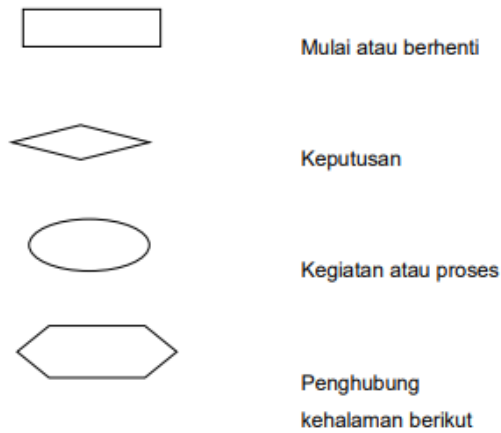 Mulai atau berhenti
Keputusan
Kegiatan atau proses
Penghubung
kehalaman berikut